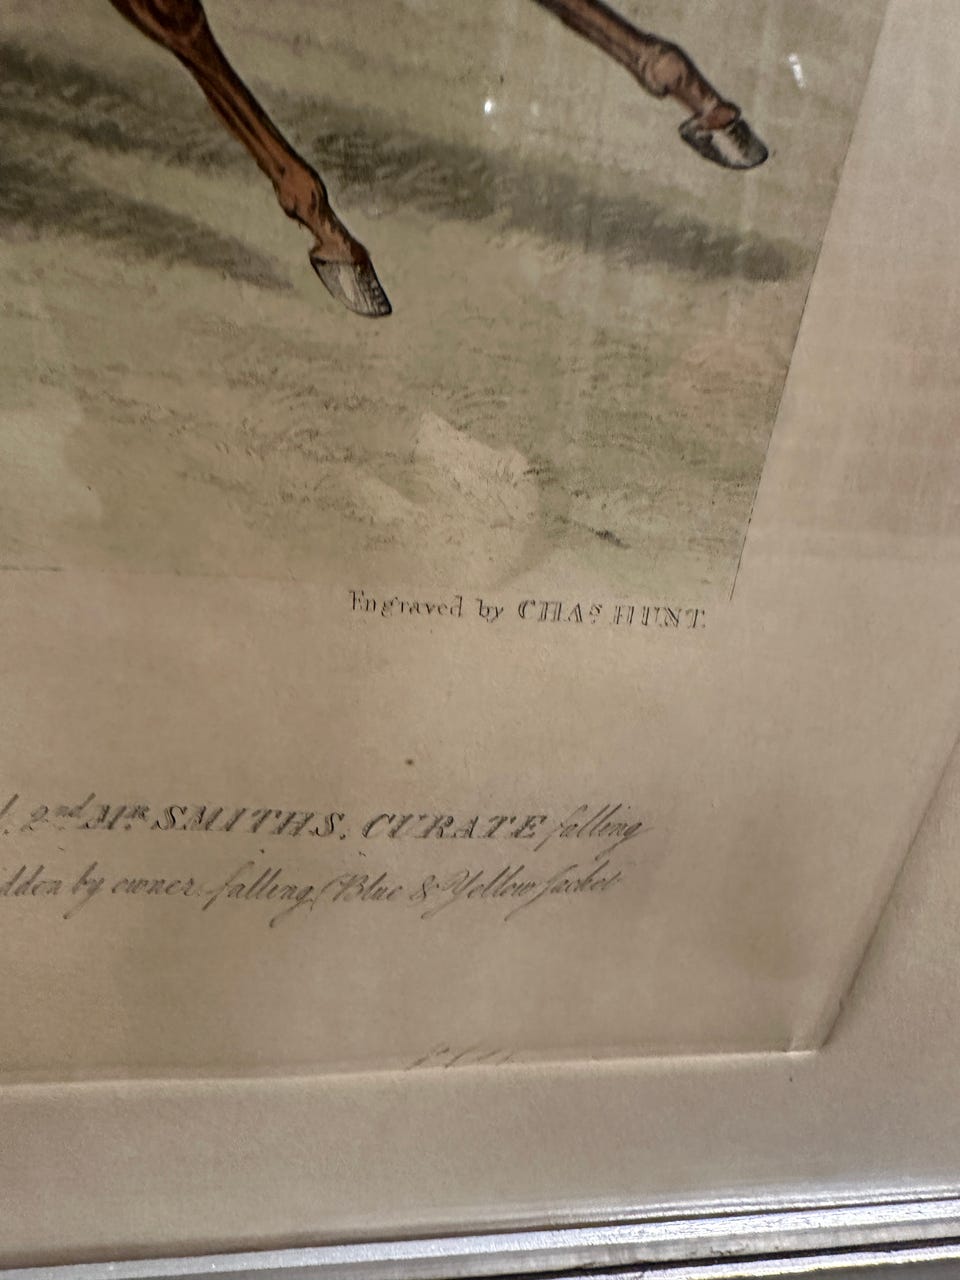 Engraved by CHAS HUNT.
2nd MR SMITHS, CURATE falling
by owner falling, (Blue & Yellow Jacket